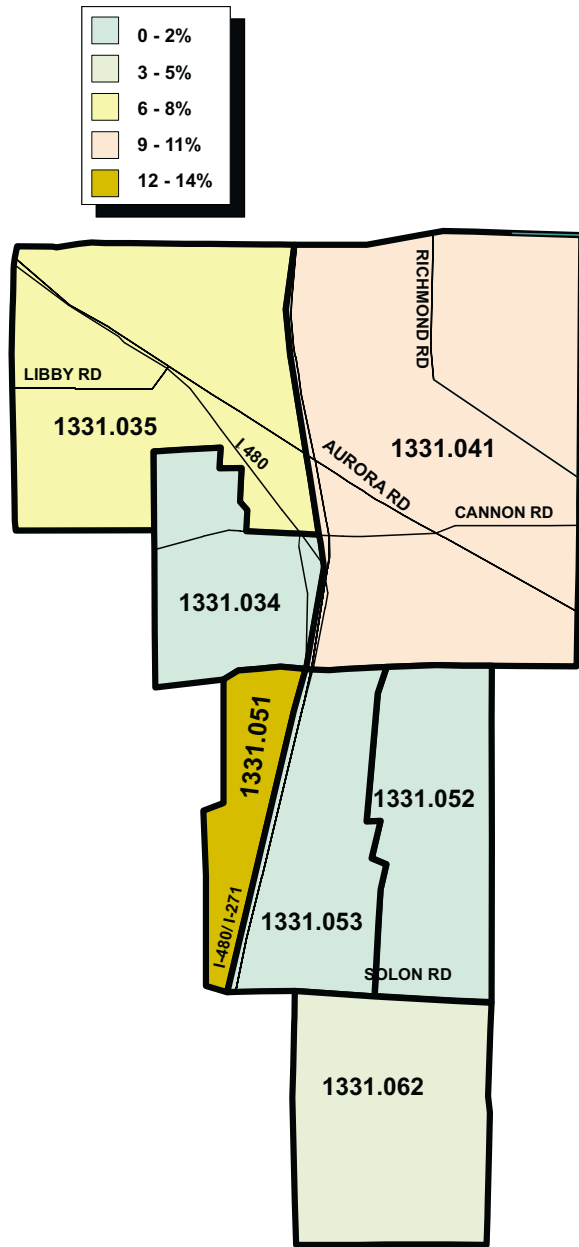 0 - 2%
3 - 5%
6 - 8%
9 - 11%
12 - 14%
RICHMOND RD
LIBBY RD
1331.035
I 480
AURORA RD
1331.041
CANNON RD
1331.034
1331.051
1331.052
I-480/ I-271
1331.053
SOLON RD
1331.062